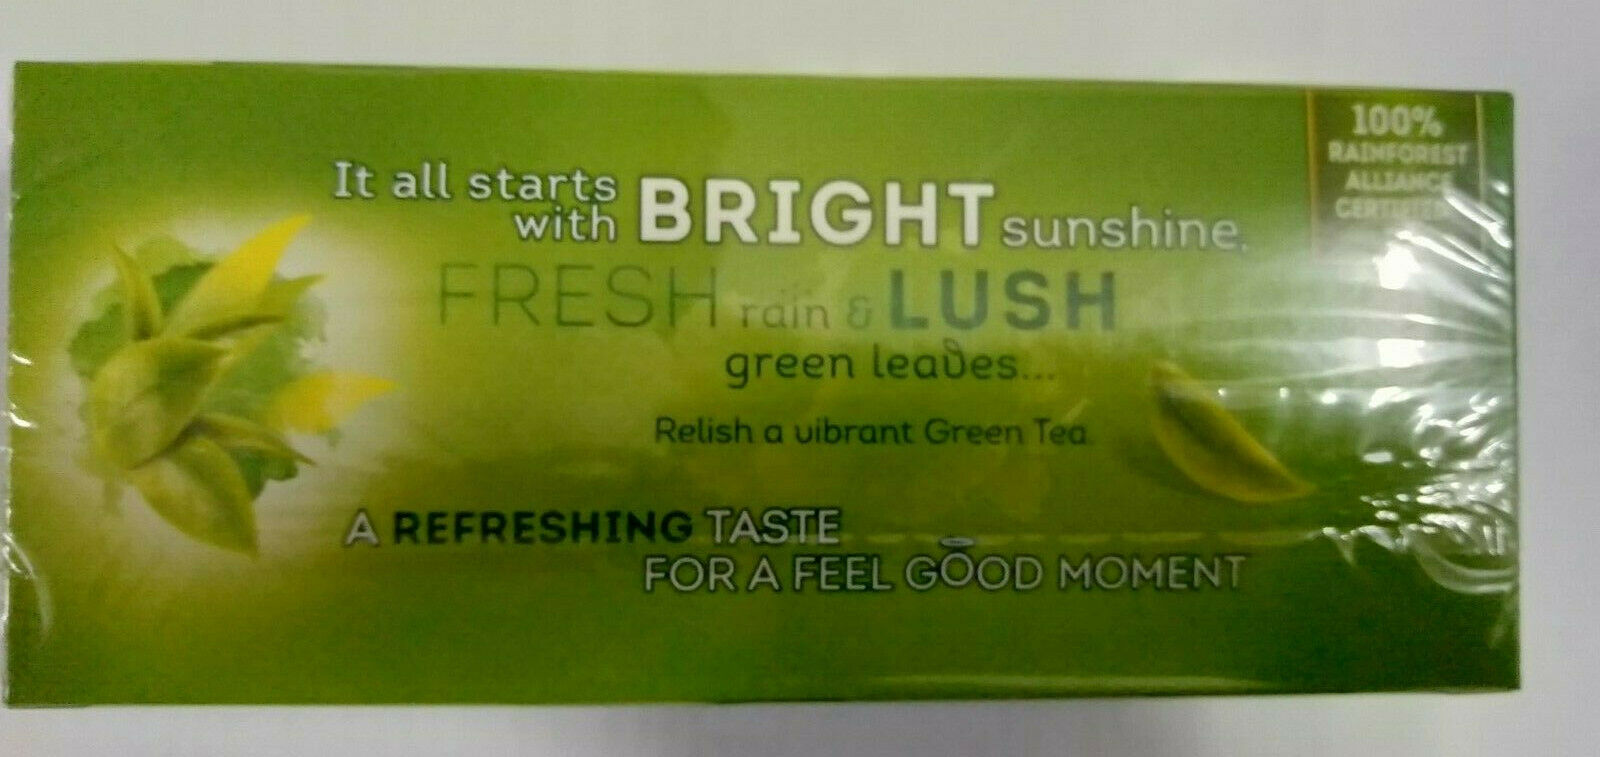 It all starts
with BRIGHT sunshine,
FRESH rain & LUSH
green leaves...
Relish a vibrant Green Tea
A REFRESHING TASTE
FOR A FEEL GOOD MOMENT
100%
RAINFOREST
ALLIANCE
CERTIFIED